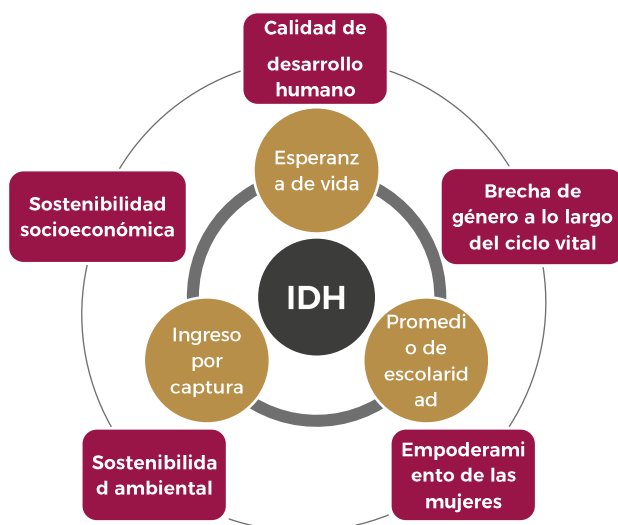 Calidad de
desarrollo
humano
Esperanz
a de vida
Sostenibilidad
socioeconómica
Brecha de
género a lo largo
del ciclo vital
IDH
Ingreso
por
captura
Promedi
o de
escolarid
ad
Sostenibilida
d ambiental
Empoderami
ento de las
mujeres